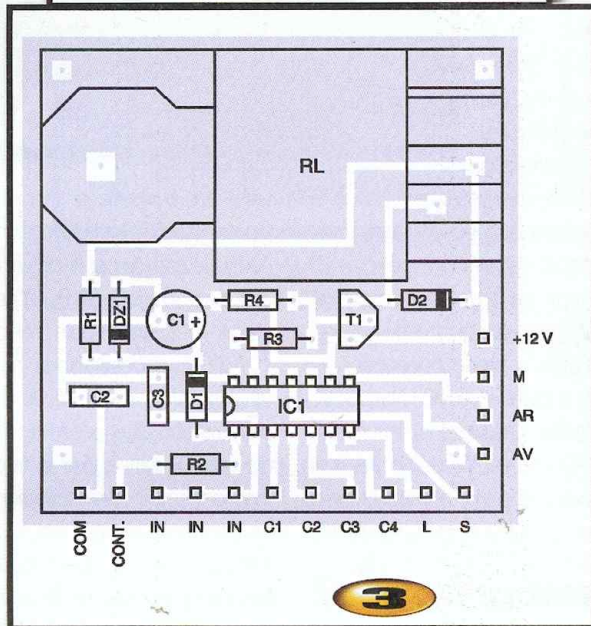 RL
R1
DZ1
C1 +
R4
T1
D2
R3
+12 V
C2
C3
D1
IC1
M
AR
R2
AV
COM
CONT.
IN
IN
IN
C1
C2
C3
C4
L
S
3